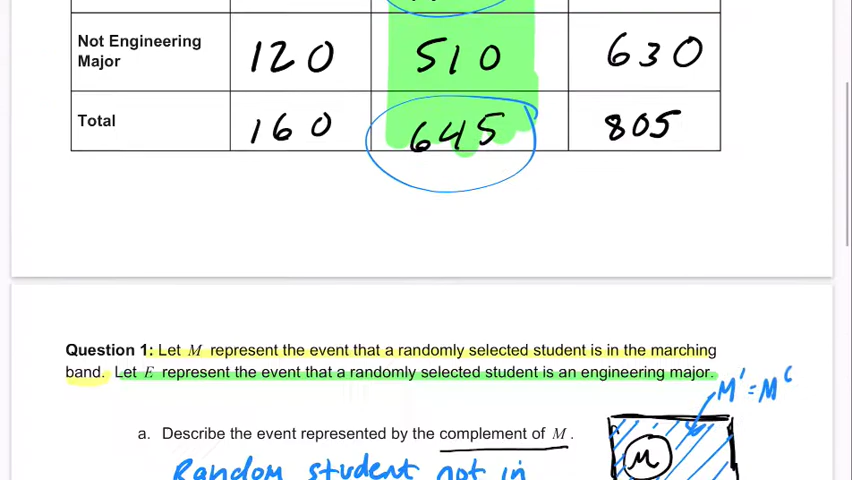 Not Engineering Major 120 510 630
Total 160 645 805
Question 1: Let M represent the event that a randomly selected student is in the marching
band. Let E represent the event that a randomly selected student is an engineering major.
M' = M^c
a. Describe the event represented by the complement of M.
M
Random student not in